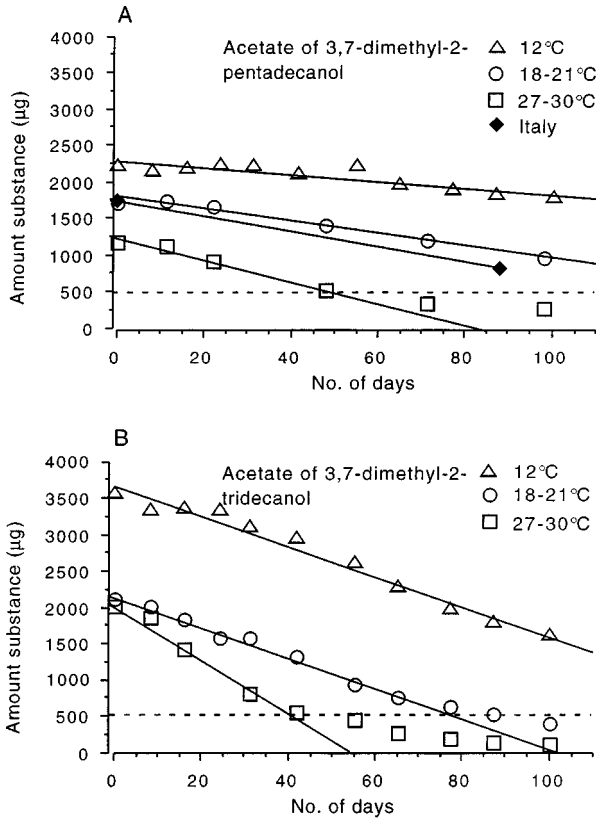 A
Acetate of 3,7-dimethyl-2-
pentadecanol
12°C
18-21°C
27-30°C
Italy
Amount substance (µg)
4000
3500
3000
2500
2000
1500
1000
500
0
0 20 40 60 80 100
No. of days
B
Acetate of 3,7-dimethyl-2-
tridecanol
12°C
18-21°C
27-30°C
Amount substance (µg)
4000
3500
3000
2500
2000
1500
1000
500
0
0 20 40 60 80 100
No. of days